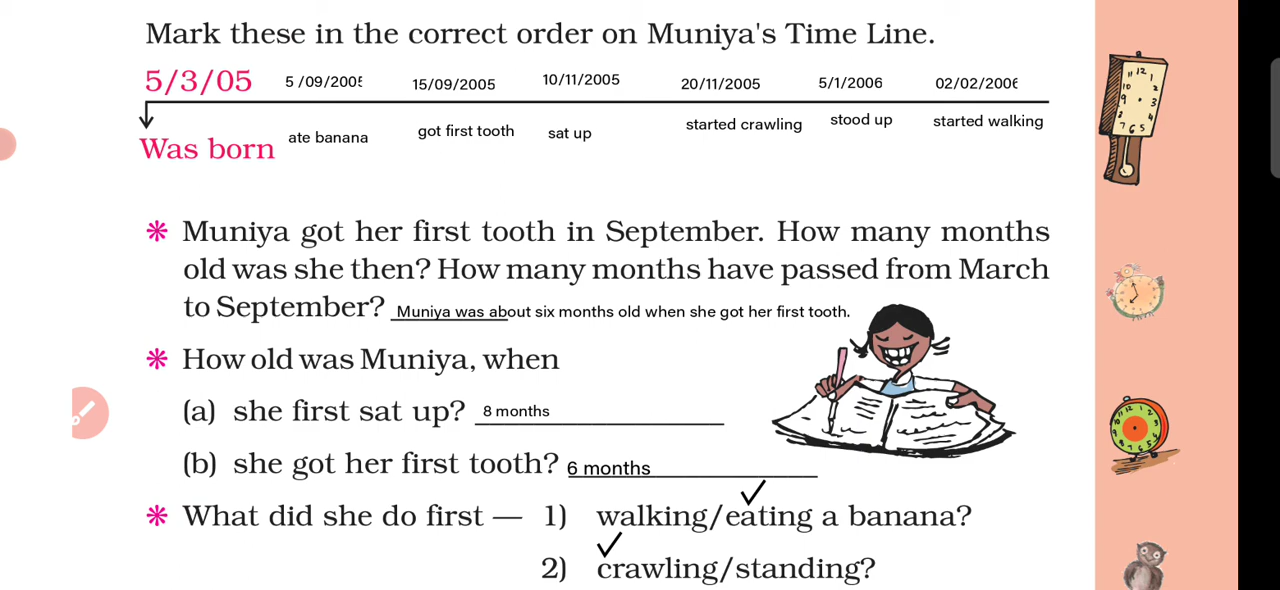 Mark these in the correct order on Muniya's Time Line.
5/3/05 5 /09/2005 15/09/2005 10/11/2005 20/11/2005 5/1/2006 02/02/2006
Was born ate banana got first tooth sat up started crawling stood up started walking
Muniya got her first tooth in September. How many months
old was she then? How many months have passed from March
to September? Muniya was about six months old when she got her first tooth.
How old was Muniya, when
(a) she first sat up? 8 months
(b) she got her first tooth? 6 months
What did she do first — 1) walking/eating a banana?
2) crawling/standing?